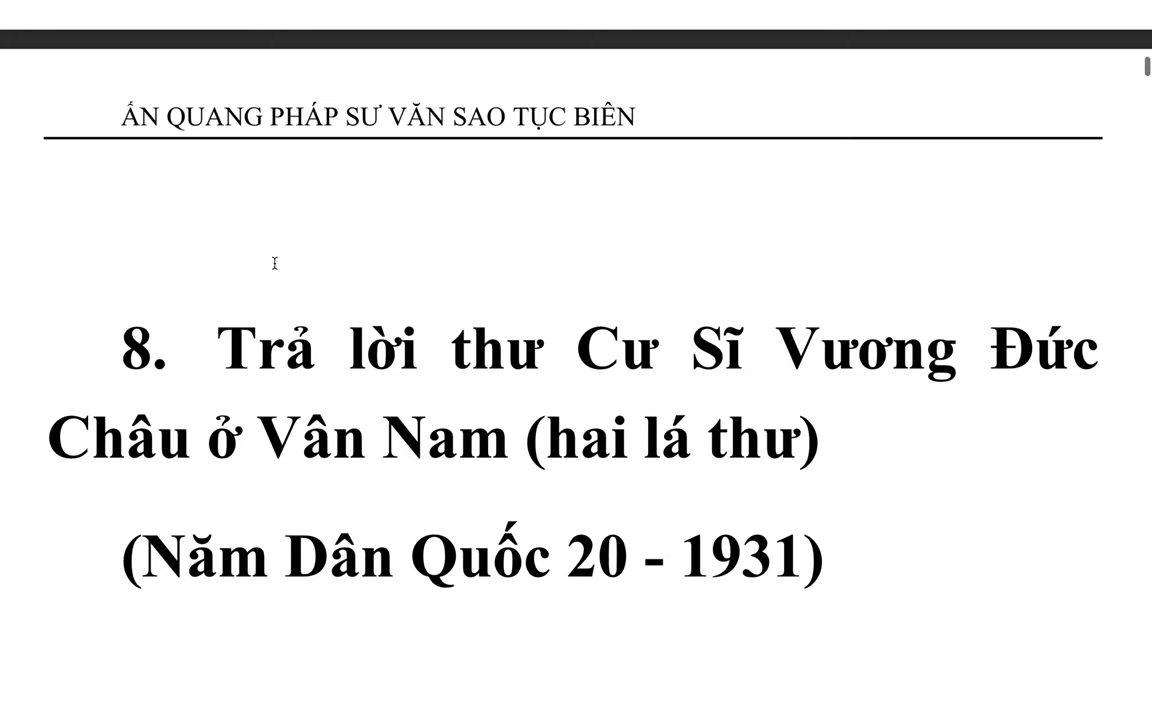 ẤN QUANG PHÁP SƯ VĂN SAO TỤC BIÊN
8. Trả lời thư Cư Sĩ Vương Đức
Châu ở Vân Nam (hai lá thư)
(Năm Dân Quốc 20 - 1931)